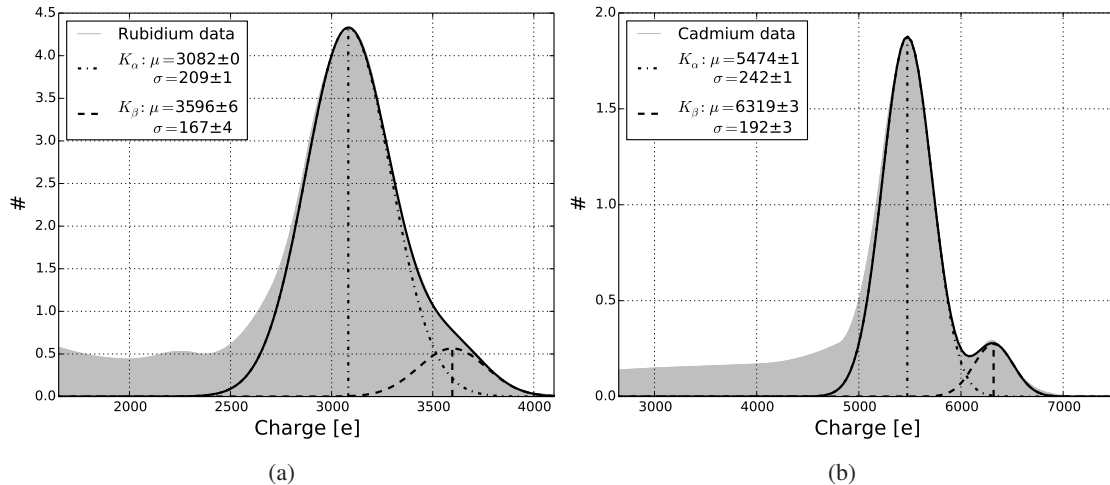 Rubidium data
Kα: μ=3082±0
σ=209±1
Kβ: μ=3596±6
σ=167±4
4.5
4.0
3.5
3.0
2.5
2.0
1.5
1.0
0.5
0.0
#
2000 2500 3000 3500 4000
Charge [e]
(a)
Cadmium data
Kα: μ=5474±1
σ=242±1
Kβ: μ=6319±3
σ=192±3
2.0
1.5
1.0
0.5
0.0
#
3000 4000 5000 6000 7000
Charge [e]
(b)